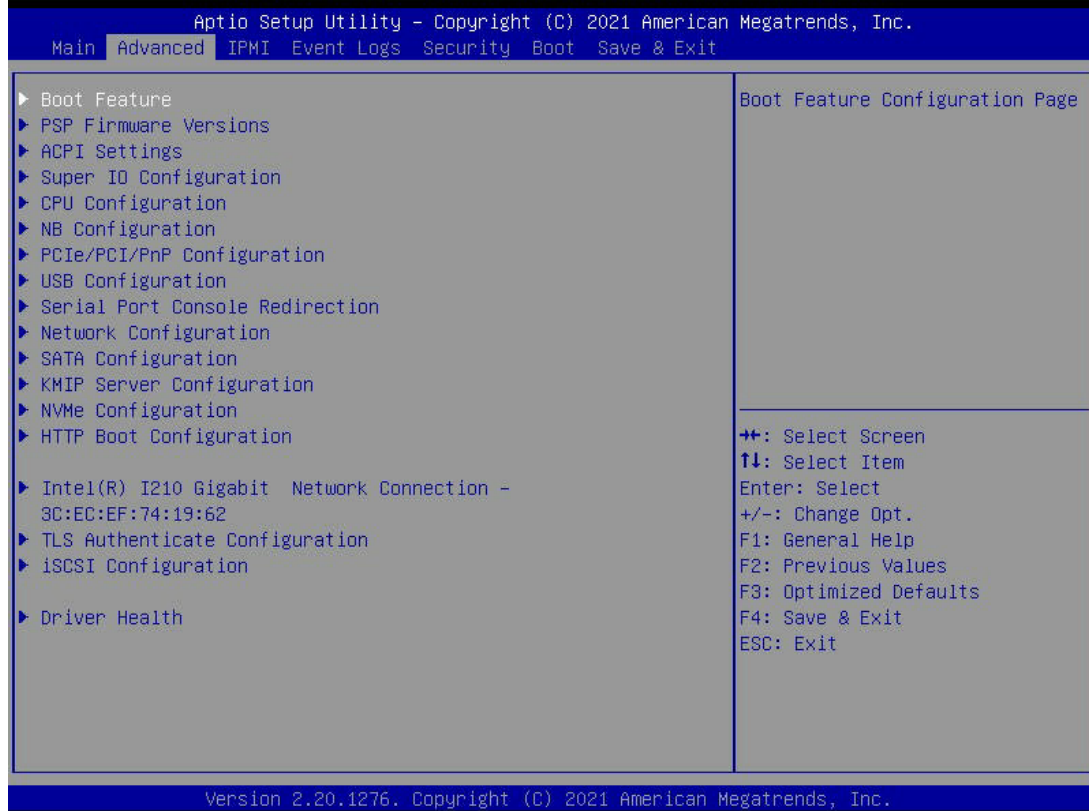 Aptio Setup Utility – Copyright (C) 2021 American Megatrends, Inc.
Main Advanced IPMI Event Logs Security Boot Save & Exit
▶ Boot Feature
▶ PSP Firmware Versions
▶ ACPI Settings
▶ Super IO Configuration
▶ CPU Configuration
▶ NB Configuration
▶ PCIe/PCI/PnP Configuration
▶ USB Configuration
▶ Serial Port Console Redirection
▶ Network Configuration
▶ SATA Configuration
▶ KMIP Server Configuration
▶ NVMe Configuration
▶ HTTP Boot Configuration
▶ Intel(R) I210 Gigabit  Network Connection –
3C:EC:EF:74:19:62
▶ TLS Authenticate Configuration
▶ iSCSI Configuration
▶ Driver Health
Boot Feature Configuration Page
→←: Select Screen
↑↓: Select Item
Enter: Select
+/-: Change Opt.
F1: General Help
F2: Previous Values
F3: Optimized Defaults
F4: Save & Exit
ESC: Exit
Version 2.20.1276. Copyright (C) 2021 American Megatrends, Inc.